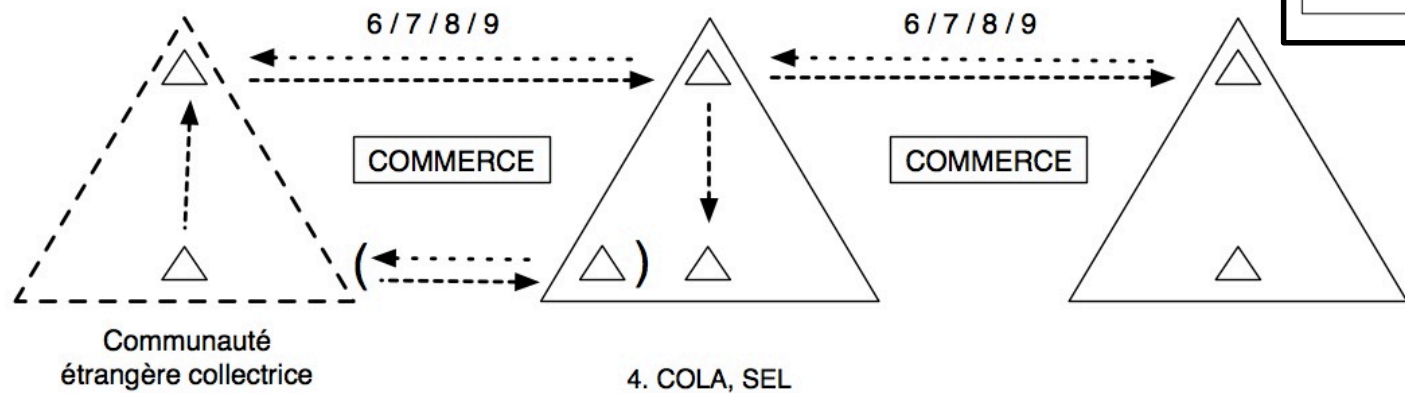 6 / 7 / 8 / 9
6 / 7 / 8 / 9
COMMERCE
COMMERCE
( )
Communauté
étrangère collectrice
4. COLA, SEL